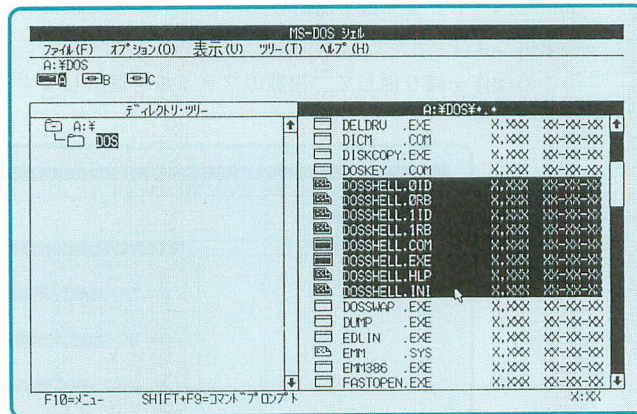 MS-DOS シェル
ファイル(F) オプション(O) 表示(V) ツリー(T) ヘルプ(H)
A:¥DOS
A B C
ディレクトリ・ツリー
A:¥DOS¥*.*
A:¥
DOS
DELDRV .EXE X,XXX XX-XX-XX
DICM .COM X,XXX XX-XX-XX
DISKCOPY.EXE X,XXX XX-XX-XX
DOSKEY .COM X,XXX XX-XX-XX
DOSSHELL.0ID X,XXX XX-XX-XX
DOSSHELL.0RB X,XXX XX-XX-XX
DOSSHELL.1ID X,XXX XX-XX-XX
DOSSHELL.1RB X,XXX XX-XX-XX
DOSSHELL.COM X,XXX XX-XX-XX
DOSSHELL.EXE X,XXX XX-XX-XX
DOSSHELL.HLP X,XXX XX-XX-XX
DOSSHELL.INI X,XXX XX-XX-XX
DOSSWAP .EXE X,XXX XX-XX-XX
DUMP .EXE X,XXX XX-XX-XX
EDLIN .EXE X,XXX XX-XX-XX
EMM .SYS X,XXX XX-XX-XX
EMM386 .EXE X,XXX XX-XX-XX
FASTOPEN.EXE X,XXX XX-XX-XX
F10=メニュー SHIFT+F9=コマンドプロンプト X:XX